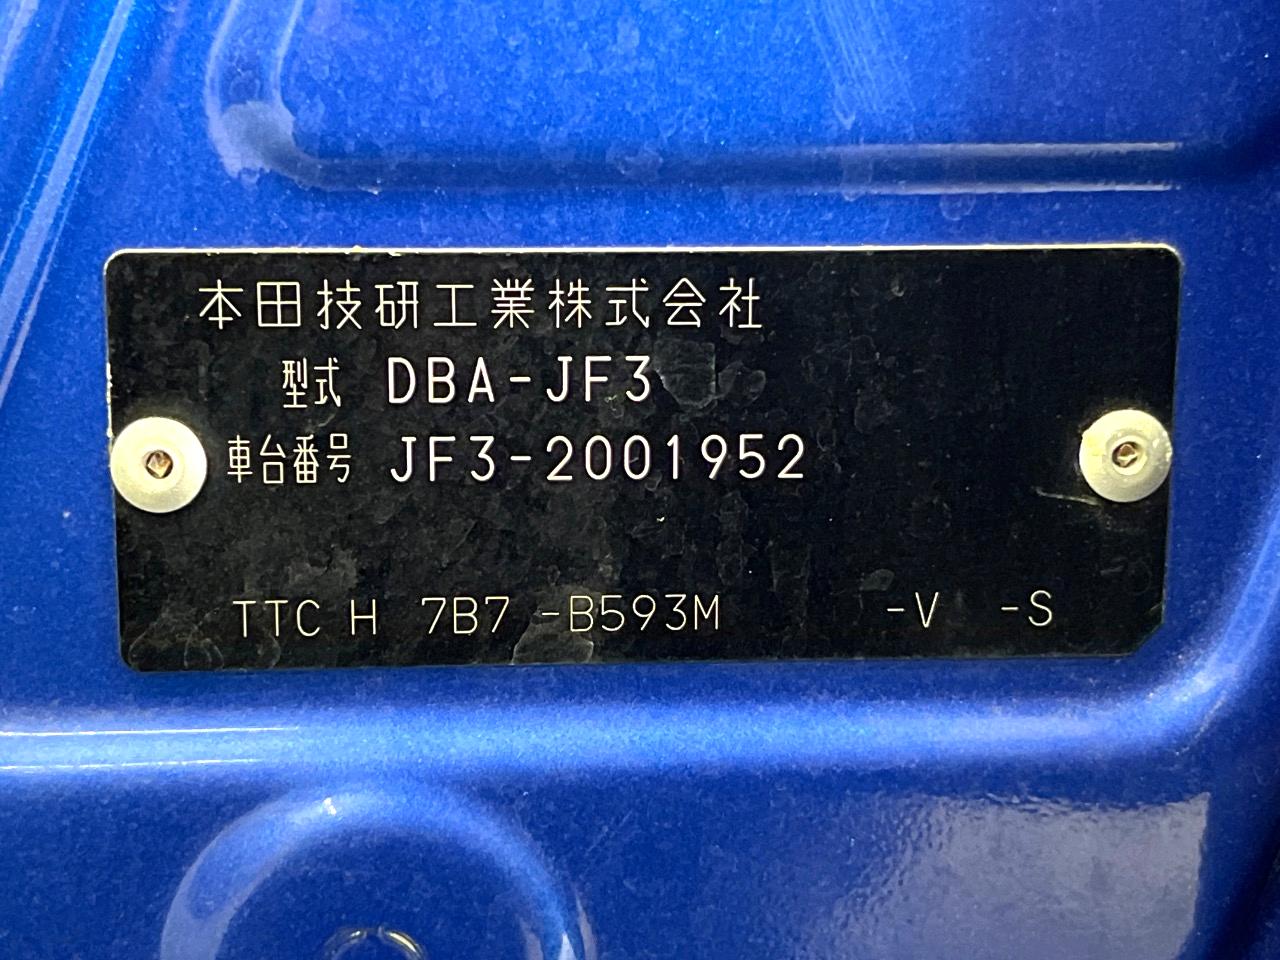 本田技研工業株式会社
型式 DBA-JF3
車台番号 JF3-2001952
TTC H 7B7 -B593M -V -S